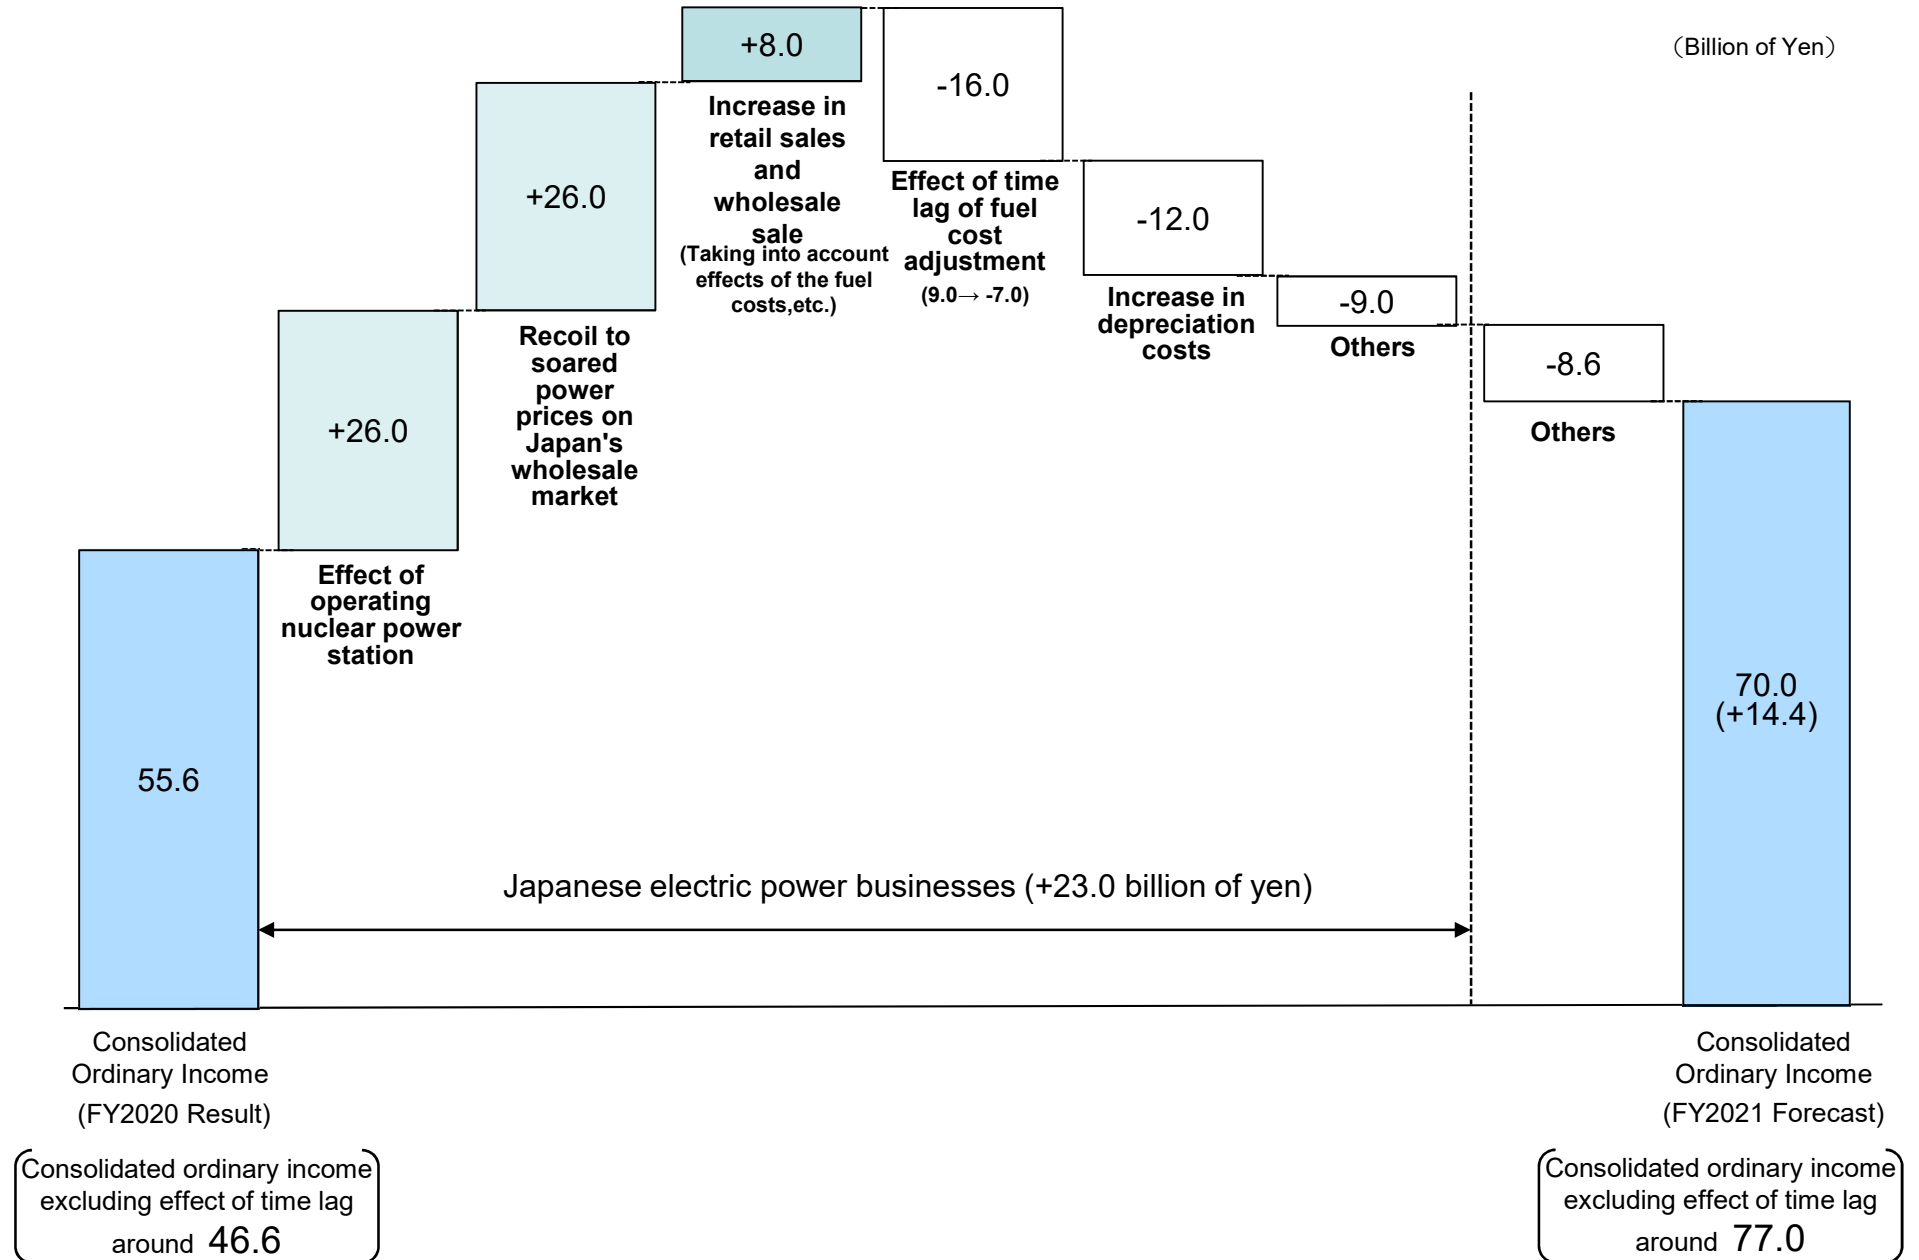 （Billion of Yen）
55.6
+26.0
Effect of
operating
nuclear power
station
+26.0
Recoil to
soared
power
prices on
Japan's
wholesale
market
+8.0
Increase in
retail sales
and
wholesale
sale
(Taking into account
effects of the fuel
costs,etc.)
-16.0
Effect of time
lag of fuel
cost
adjustment
(9.0→ -7.0)
-12.0
Increase in
depreciation
costs
-9.0
Others
-8.6
Others
70.0
(+14.4)
Japanese electric power businesses (+23.0 billion of yen)
Consolidated
Ordinary Income
(FY2020 Result)
Consolidated ordinary income
excluding effect of time lag
around 46.6
Consolidated
Ordinary Income
(FY2021 Forecast)
Consolidated ordinary income
excluding effect of time lag
around 77.0